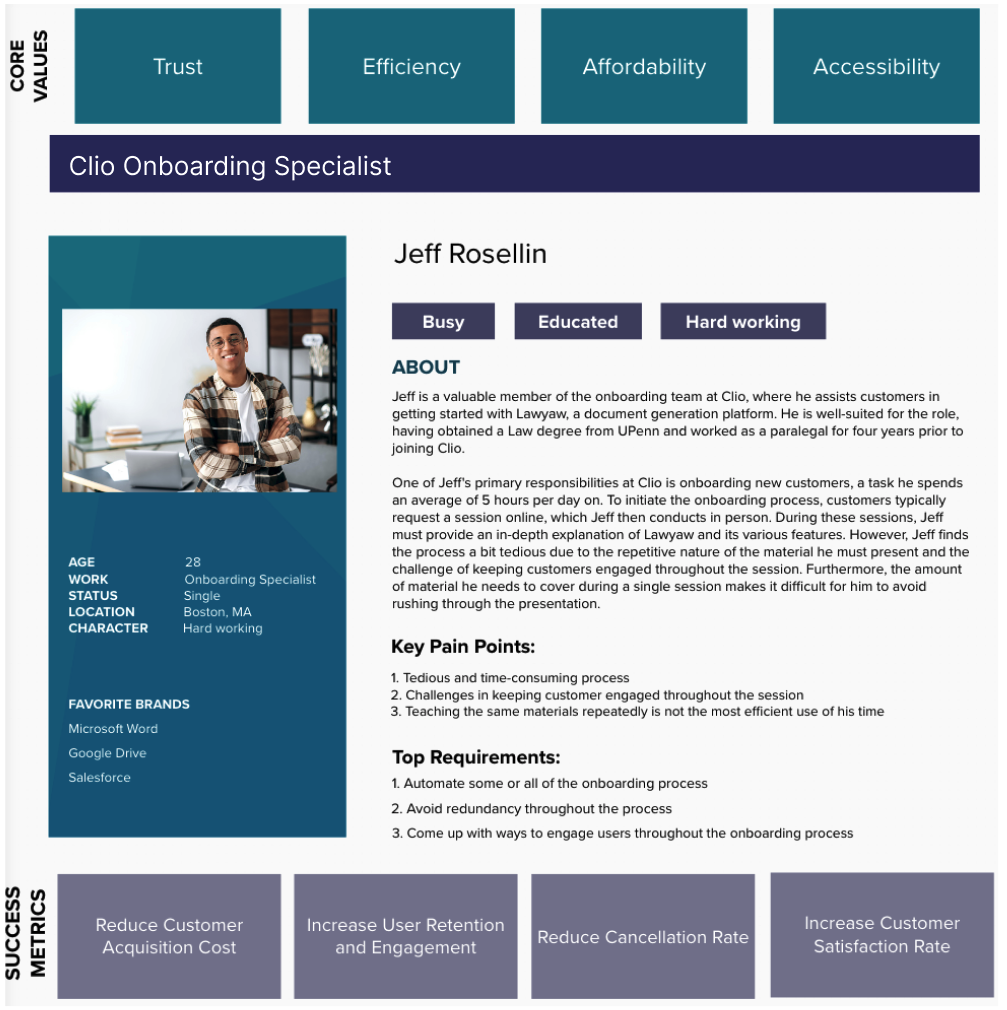 CORE
VALUES
Trust
Efficiency
Affordability
Accessibility
Clio Onboarding Specialist
Jeff Rosellin
Busy
Educated
Hard working
ABOUT
Jeff is a valuable member of the onboarding team at Clio, where he assists customers in
getting started with Lawyaw, a document generation platform. He is well-suited for the role,
having obtained a Law degree from UPenn and worked as a paralegal for four years prior to
joining Clio.
One of Jeff's primary responsibilities at Clio is onboarding new customers, a task he spends
an average of 5 hours per day on. To initiate the onboarding process, customers typically
request a session online, which Jeff then conducts in person. During these sessions, Jeff
must provide an in-depth explanation of Lawyaw and its various features. However, Jeff finds
the process a bit tedious due to the repetitive nature of the material he must present and the
challenge of keeping customers engaged throughout the session. Furthermore, the amount
of material he needs to cover during a single session makes it difficult for him to avoid
rushing through the presentation.
Key Pain Points:
1. Tedious and time-consuming process
2. Challenges in keeping customer engaged throughout the session
3. Teaching the same materials repeatedly is not the most efficient use of his time
Top Requirements:
1. Automate some or all of the onboarding process
2. Avoid redundancy throughout the process
3. Come up with ways to engage users throughout the onboarding process
AGE 28
WORK Onboarding Specialist
STATUS Single
LOCATION Boston, MA
CHARACTER Hard working
FAVORITE BRANDS
Microsoft Word
Google Drive
Salesforce
SUCCESS
METRICS
Reduce Customer
Acquisition Cost
Increase User Retention
and Engagement
Reduce Cancellation Rate
Increase Customer
Satisfaction Rate